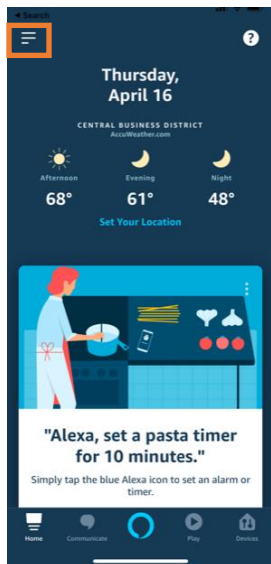 ◄ Search
?
Thursday,
April 16
CENTRAL BUSINESS DISTRICT
AccuWeather.com
Afternoon Evening Night
68° 61° 48°
Set Your Location
"Alexa, set a pasta timer
for 10 minutes."
Simply tap the blue Alexa icon to set an alarm or
timer.
Home Communicate Play Devices